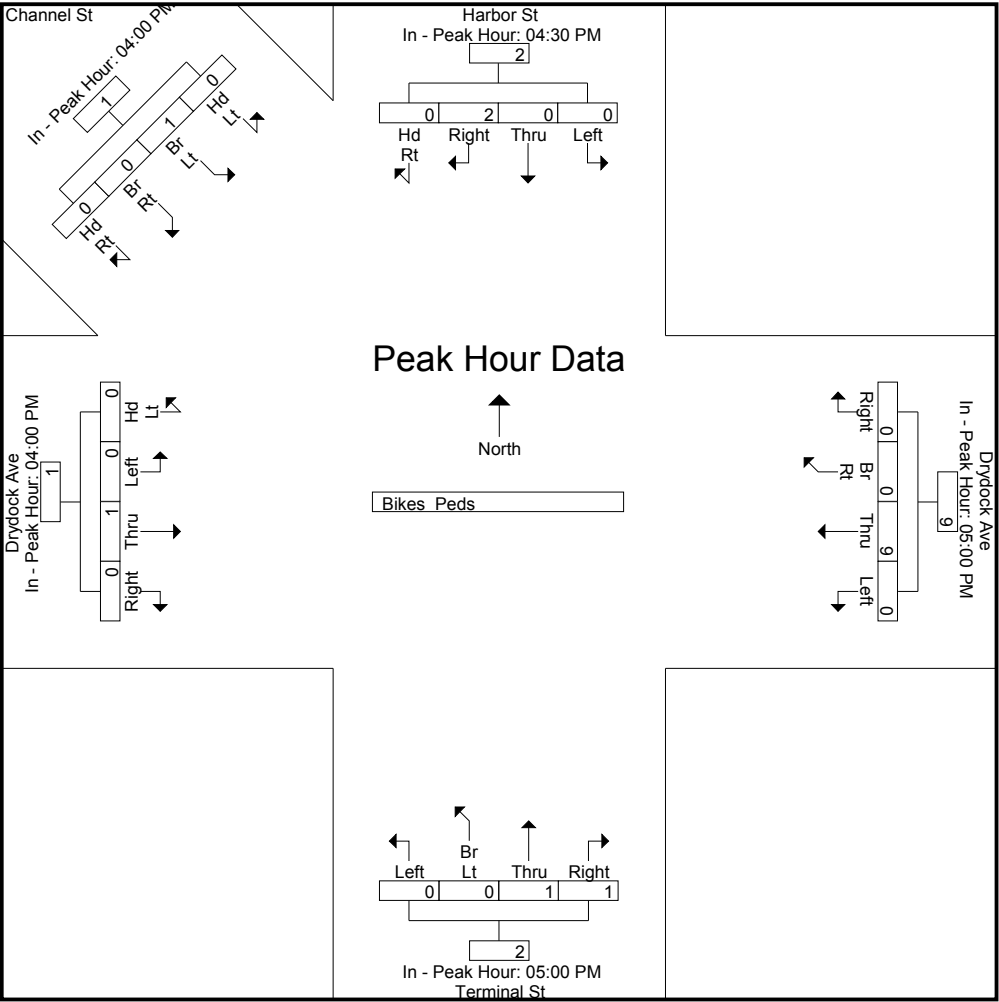 Channel St
In - Peak Hour: 04:00 PM
1
0
1
0
0
Hd
Lt
Br
Lt
Br
Rt
Hd
Rt
Harbor St
In - Peak Hour: 04:30 PM
2
0 2 0 0
Hd Right Thru Left
Rt
Peak Hour Data
North
Bikes Peds
Drydock Ave
In - Peak Hour: 04:00 PM
1
0 0 1 0
Hd Left Thru Right
Lt
Drydock Ave
In - Peak Hour: 05:00 PM
9
0 0 9 0
Right Br Thru Left
Rt
Br
Left Lt Thru Right
0 0 1 1
2
In - Peak Hour: 05:00 PM
Terminal St